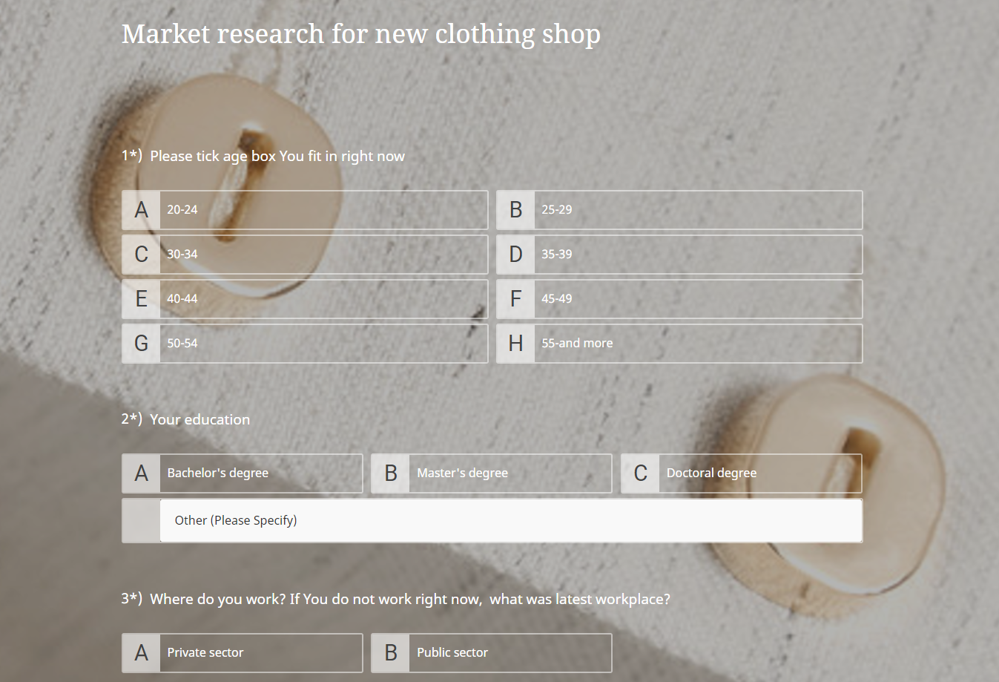 Market research for new clothing shop
1*) Please tick age box You fit in right now
A 20-24 B 25-29
C 30-34 D 35-39
E 40-44 F 45-49
G 50-54 H 55-and more
2*) Your education
A Bachelor's degree B Master's degree C Doctoral degree
Other (Please Specify)
3*) Where do you work? If You do not work right now, what was latest workplace?
A Private sector B Public sector